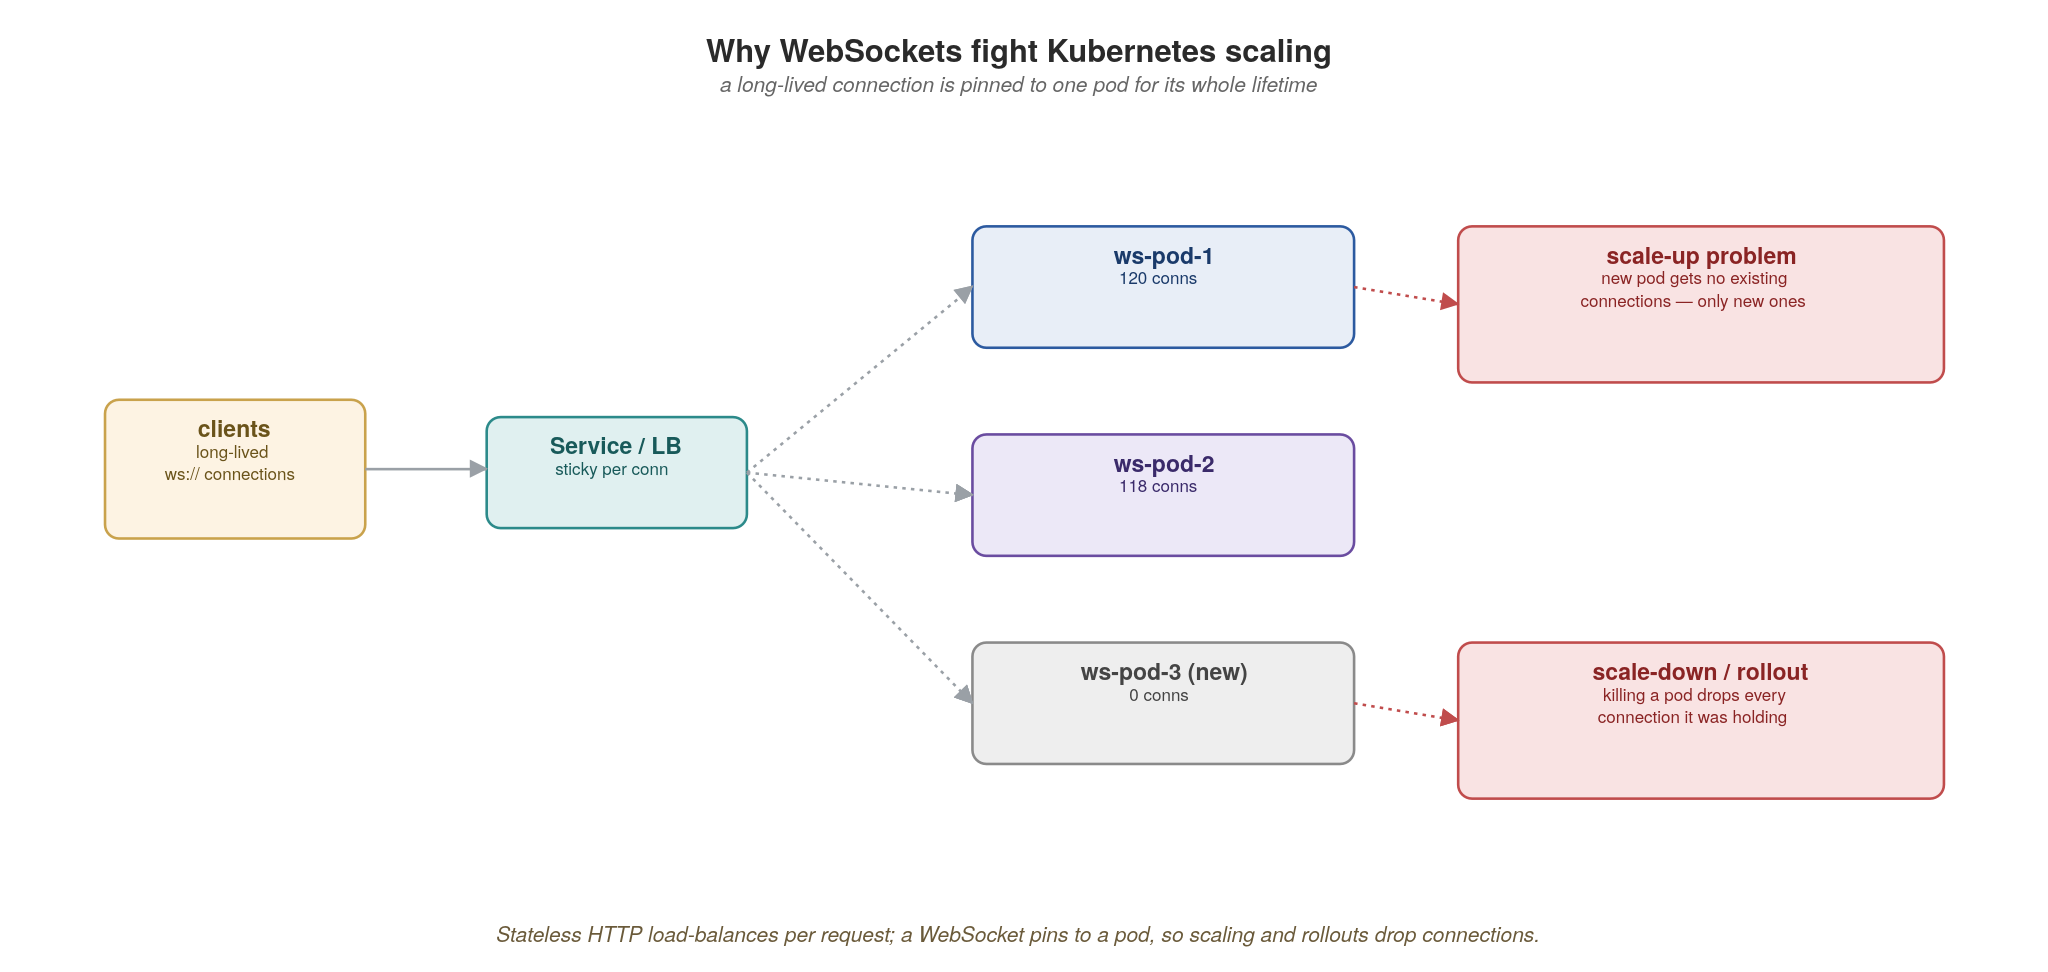 Why WebSockets fight Kubernetes scaling
a long-lived connection is pinned to one pod for its whole lifetime
clients
long-lived
ws:// connections
Service / LB
sticky per conn
ws-pod-1
120 conns
ws-pod-2
118 conns
ws-pod-3 (new)
0 conns
scale-up problem
new pod gets no existing
connections — only new ones
scale-down / rollout
killing a pod drops every
connection it was holding
Stateless HTTP load-balances per request; a WebSocket pins to a pod, so scaling and rollouts drop connections.